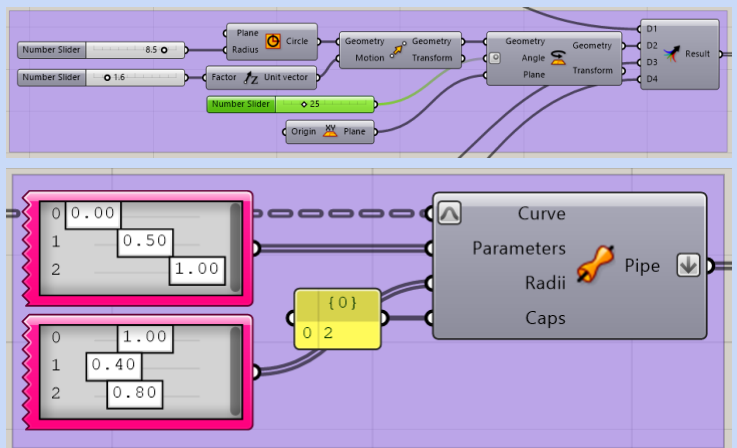 Number Slider 8.5
Plane
Radius
Circle
Geometry
Motion
Geometry
Transform
Geometry
Angle
Plane
Geometry
Transform
D1
D2
D3
D4
Result
Number Slider 1.6
Factor
Z
Unit vector
Number Slider 25
Origin
XY
Plane
0 0.00
1 0.50
2 1.00
0 1.00
1 0.40
2 0.80
{0}
0 2
Curve
Parameters
Radii
Caps
Pipe